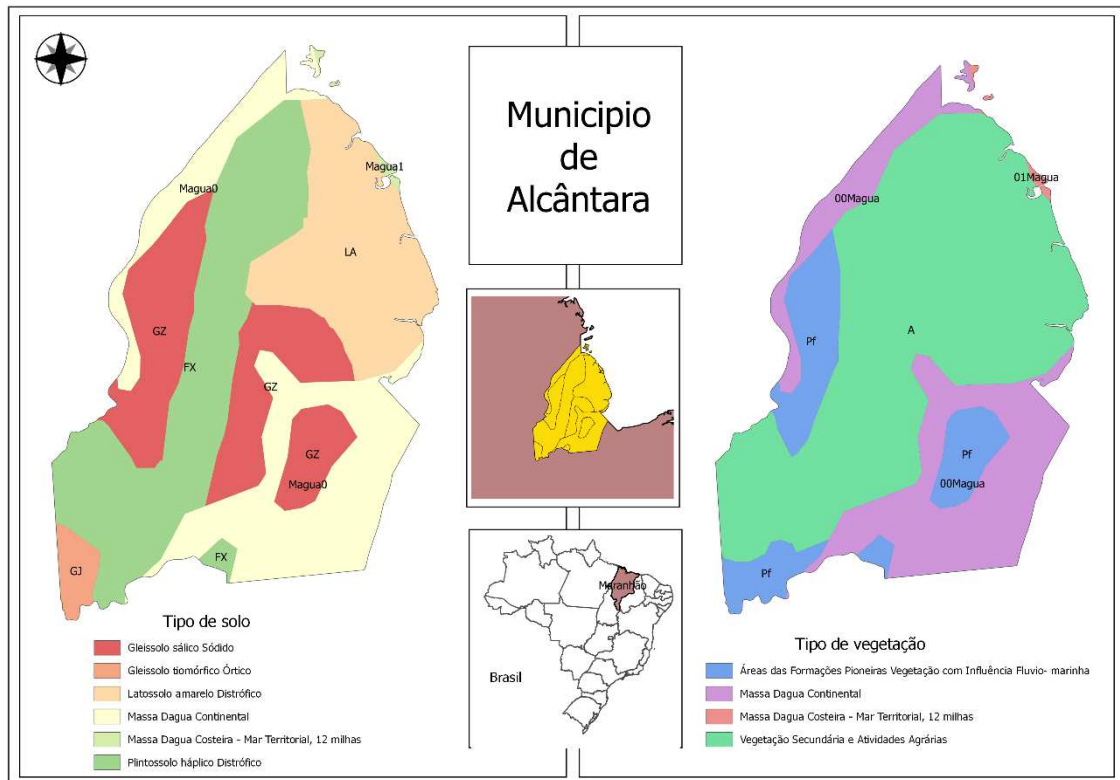 Municipio
de
Alcântara
Magua1
Magua0
LA
GZ
FX
GZ
GZ
Magua0
FX
GJ
Tipo de solo
Gleissolo sálico Sódido
Gleissolo tiomórfico Órtico
Latossolo amarelo Distrófico
Massa Dagua Continental
Massa Dagua Costeira - Mar Territorial, 12 milhas
Plintossolo háplico Distrófico
Maranhão
Brasil
01Magua
00Magua
A
Pf
Pf
00Magua
Pf
Tipo de vegetação
Áreas das Formações Pioneiras Vegetação com Influência Fluvio- marinha
Massa Dagua Continental
Massa Dagua Costeira - Mar Territorial, 12 milhas
Vegetação Secundária e Atividades Agrárias